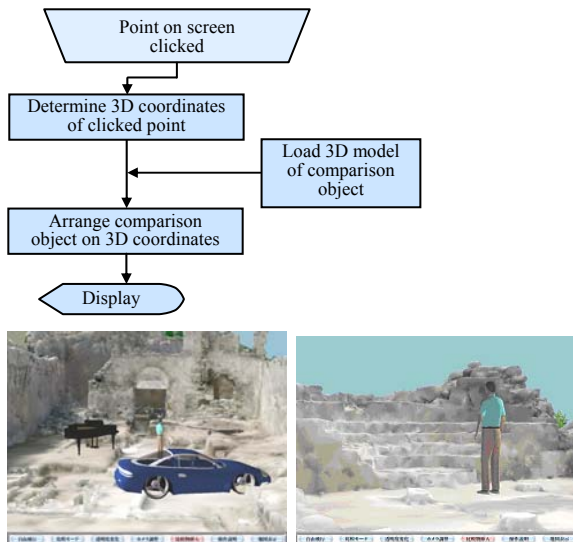 Point on screen
clicked
Determine 3D coordinates
of clicked point
Load 3D model
of comparison
object
Arrange comparison
object on 3D coordinates
Display